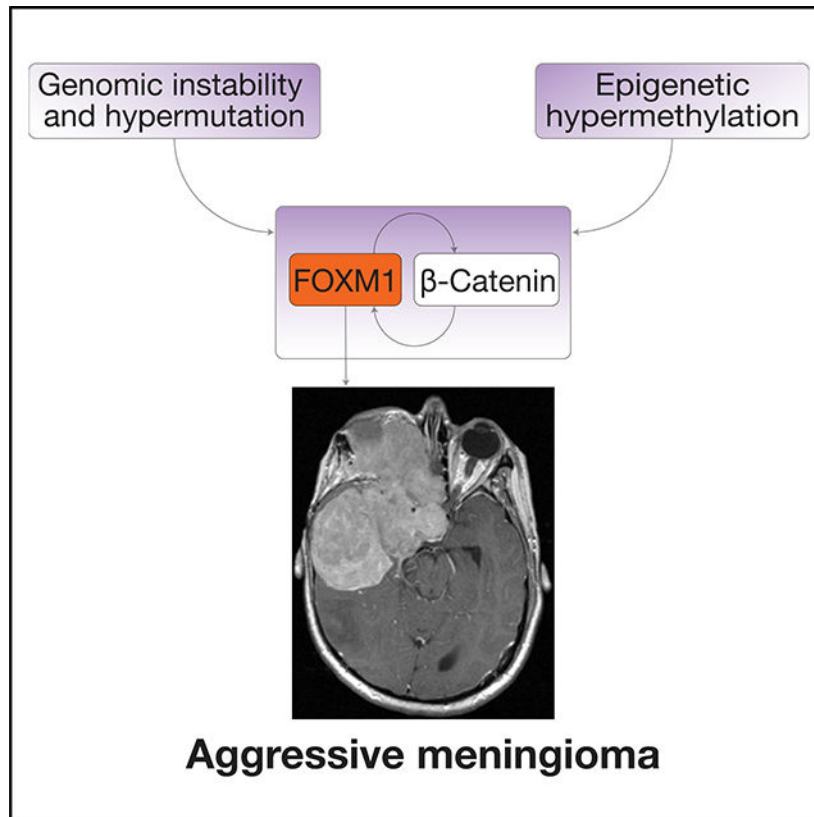 Genomic instability
and hypermutation
Epigenetic
hypermethylation
FOXM1
β-Catenin
Aggressive meningioma